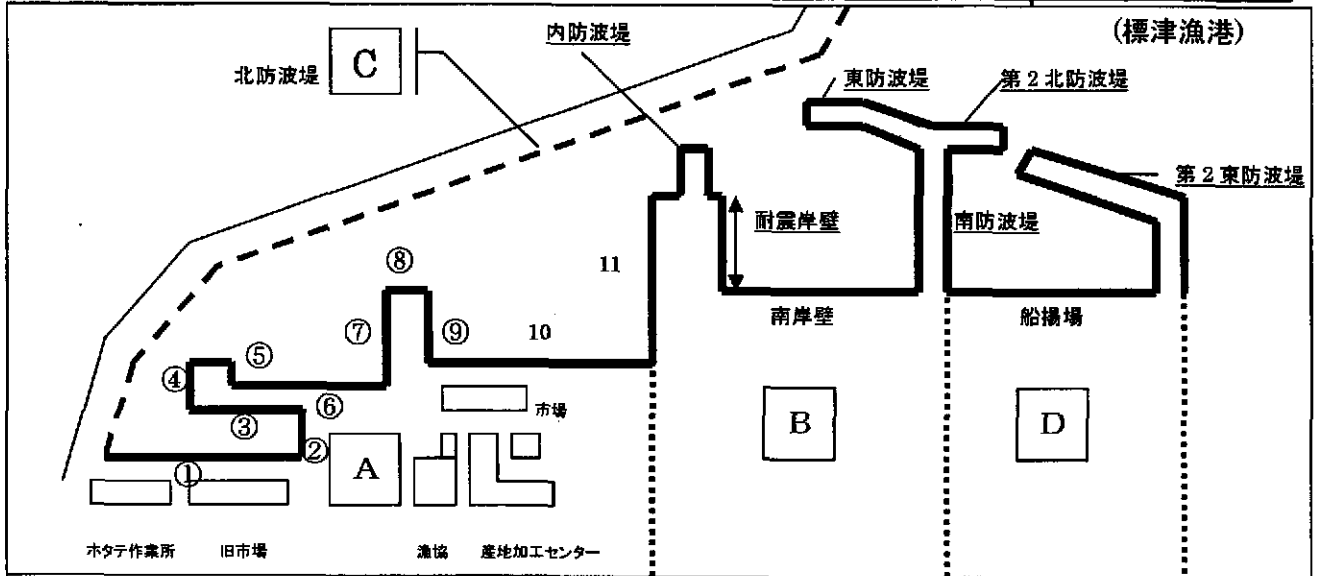 (標津漁港)
内防波堤
北防波堤
C
東防波堤
第2北防波堤
第2東防波堤
耐震岸壁
南防波堤
⑧
11
⑦
⑨
10
南岸壁
船揚場
⑤
④
⑥
③
②
①
市場
A
B
D
ホタテ作業所
旧市場
漁協
産地加工センター